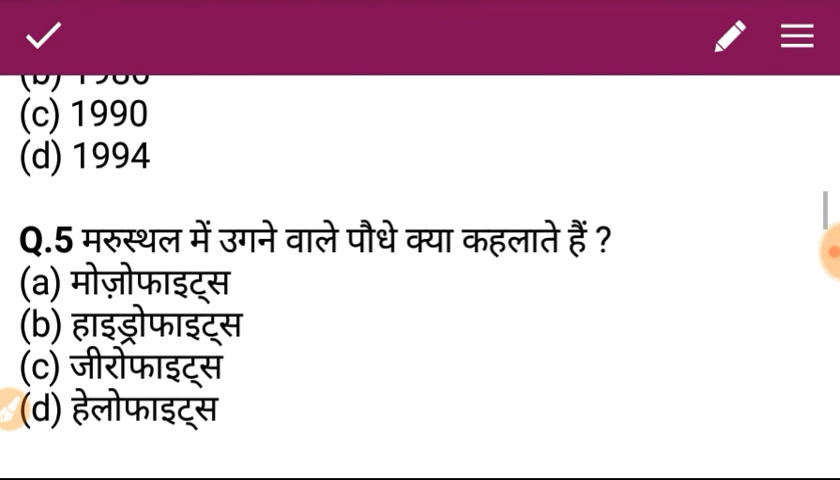 (c) 1990
(d) 1994
Q.5 मरुस्थल में उगने वाले पौधे क्या कहलाते हैं ?
(a) मोज़ोफाइट्स
(b) हाइड्रोफाइट्स
(c) जीरोफाइट्स
(d) हेलोफाइट्स